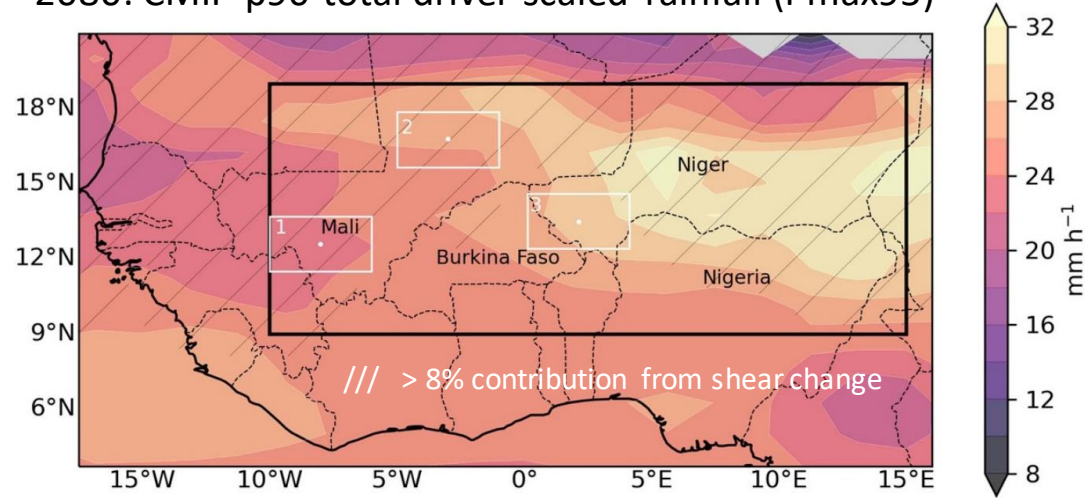 2080: CMIP p90 total driver-scaled rainfall (Pmax95)
18°N
15°N
12°N
9°N
6°N
15°W 10°W 5°W 0° 5°E 10°E 15°E
2
Niger
3
1 Mali
Burkina Faso
Nigeria
/// > 8% contribution from shear change
32
28
24
20
16
12
8
mm h⁻¹